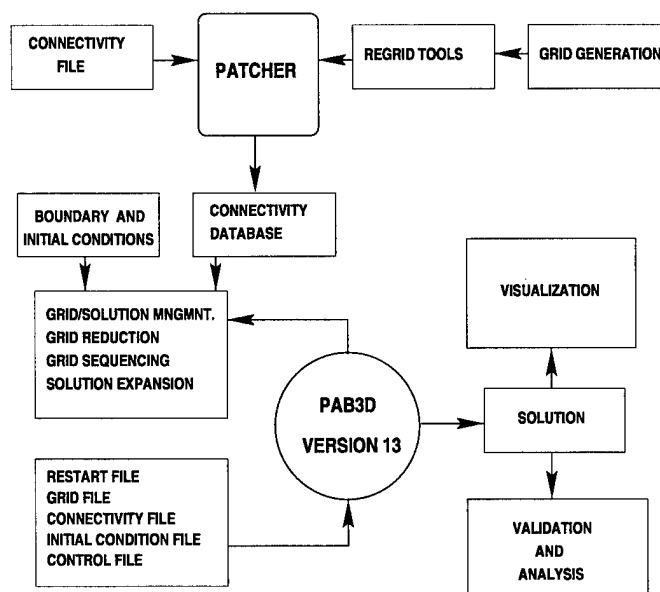 CONNECTIVITY
FILE
PATCHER
REGRID TOOLS
GRID GENERATION
BOUNDARY AND
INITIAL CONDITIONS
CONNECTIVITY
DATABASE
GRID/SOLUTION MNGMNT.
GRID REDUCTION
GRID SEQUENCING
SOLUTION EXPANSION
VISUALIZATION
PAB3D
VERSION 13
SOLUTION
RESTART FILE
GRID FILE
CONNECTIVITY FILE
INITIAL CONDITION FILE
CONTROL FILE
VALIDATION
AND
ANALYSIS